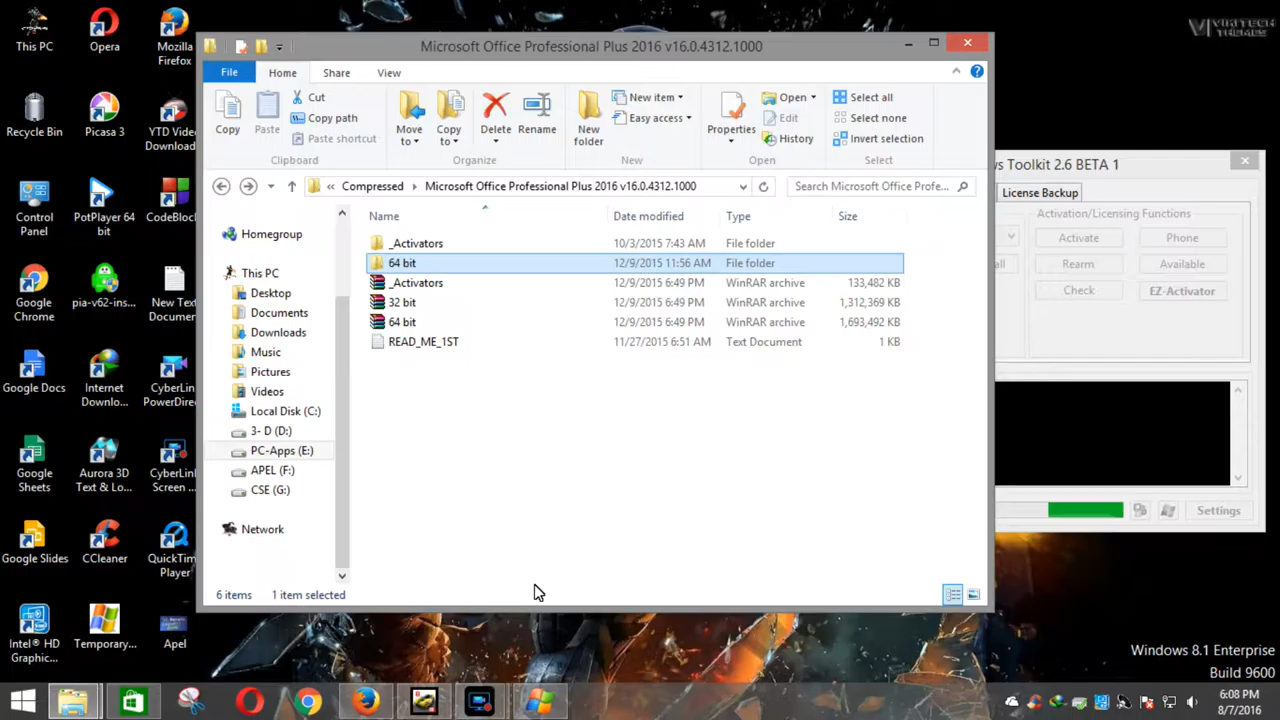 This PC
Opera
Mozilla
Firefox
Recycle Bin
Picasa 3
YTD Video
Download...
Control
Panel
PotPlayer 64
bit
CodeBlock
Google
Chrome
pia-v62-ins...
New Text
Documen
Google Docs
Internet
Downlo...
CyberLink
PowerDirec
Google
Sheets
Aurora 3D
Text & Lo...
CyberLink
Screen ...
Google Slides
CCleaner
QuickTime
Player
Intel® HD
Graphic...
Temporary...
Apel
Microsoft Office Professional Plus 2016 v16.0.4312.1000
File
Home
Share
View
Copy
Paste
Cut
Copy path
Paste shortcut
Clipboard
Move
to
Copy
to
Delete
Rename
Organize
New
folder
New item
Easy access
New
Properties
Open
Edit
History
Open
Select all
Select none
Invert selection
Select
« Compressed
Microsoft Office Professional Plus 2016 v16.0.4312.1000
Search Microsoft Office Profe...
Name
Date modified
Type
Size
_Activators
10/3/2015 7:43 AM
File folder
64 bit
12/9/2015 11:56 AM
File folder
_Activators
12/9/2015 6:49 PM
WinRAR archive
133,482 KB
32 bit
12/9/2015 6:49 PM
WinRAR archive
1,312,369 KB
64 bit
12/9/2015 6:49 PM
WinRAR archive
1,693,492 KB
READ_ME_1ST
11/27/2015 6:51 AM
Text Document
1 KB
Homegroup
This PC
Desktop
Documents
Downloads
Music
Pictures
Videos
Local Disk (C:)
3- D (D:)
PC-Apps (E:)
APEL (F:)
CSE (G:)
Network
6 items
1 item selected
s Toolkit 2.6 BETA 1
License Backup
Activation/Licensing Functions
Activate
Phone
all
Rearm
Available
Check
EZ-Activator
Settings
Windows 8.1 Enterprise
Build 9600
6:08 PM
8/7/2016